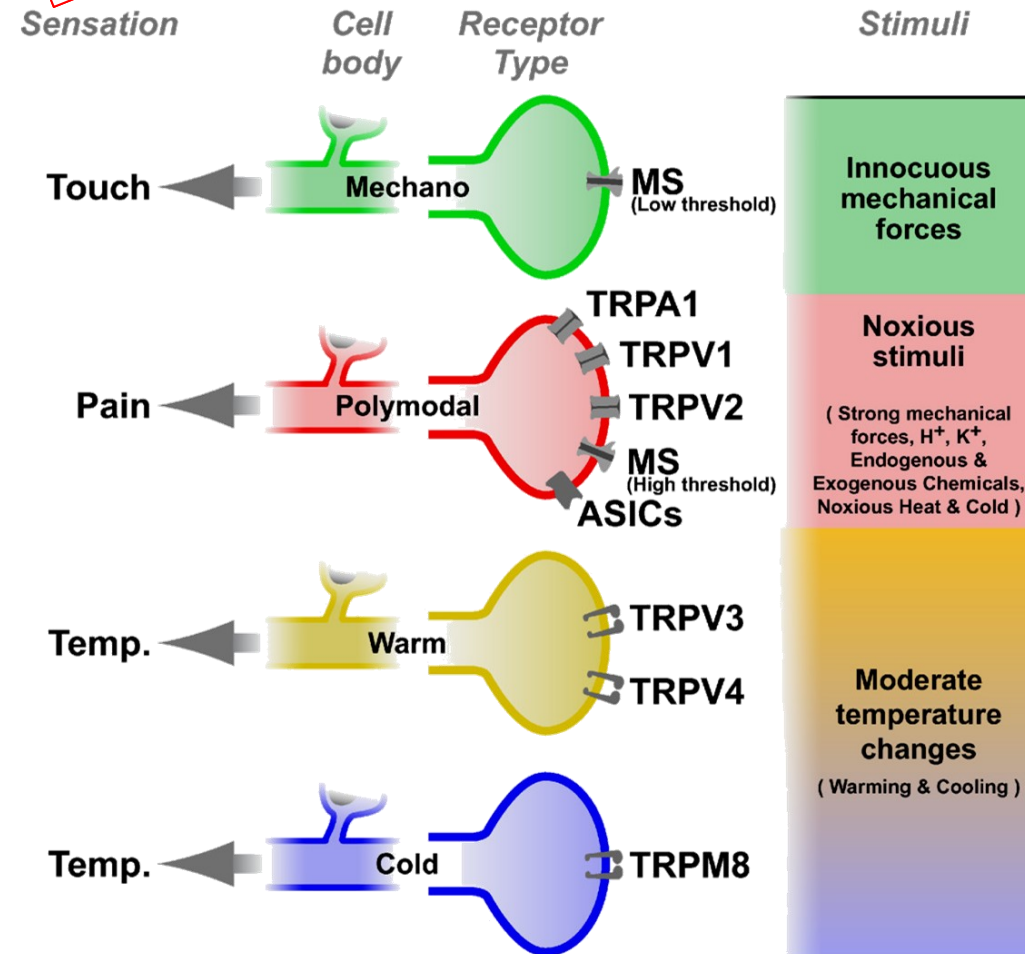 Sensation
Cell
body
Receptor
Type
Stimuli
Touch
Mechano
MS
(Low threshold)
Innocuous
mechanical
forces
Pain
Polymodal
TRPA1
TRPV1
TRPV2
MS
(High threshold)
ASICs
Noxious
stimuli
( Strong mechanical
forces, H⁺, K⁺,
Endogenous &
Exogenous Chemicals,
Noxious Heat & Cold )
Temp.
Warm
TRPV3
TRPV4
Moderate
temperature
changes
( Warming & Cooling )
Temp.
Cold
TRPM8